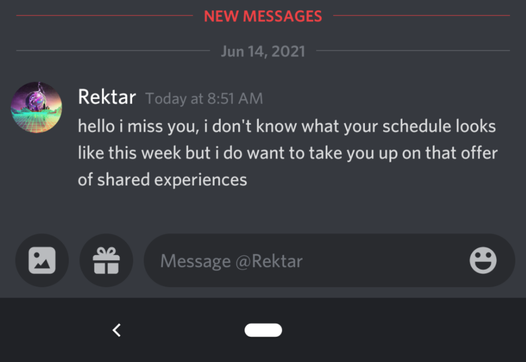 NEW MESSAGES
Jun 14, 2021
Rektar Today at 8:51 AM
hello i miss you, i don't know what your schedule looks
like this week but i do want to take you up on that offer
of shared experiences
Message @Rektar